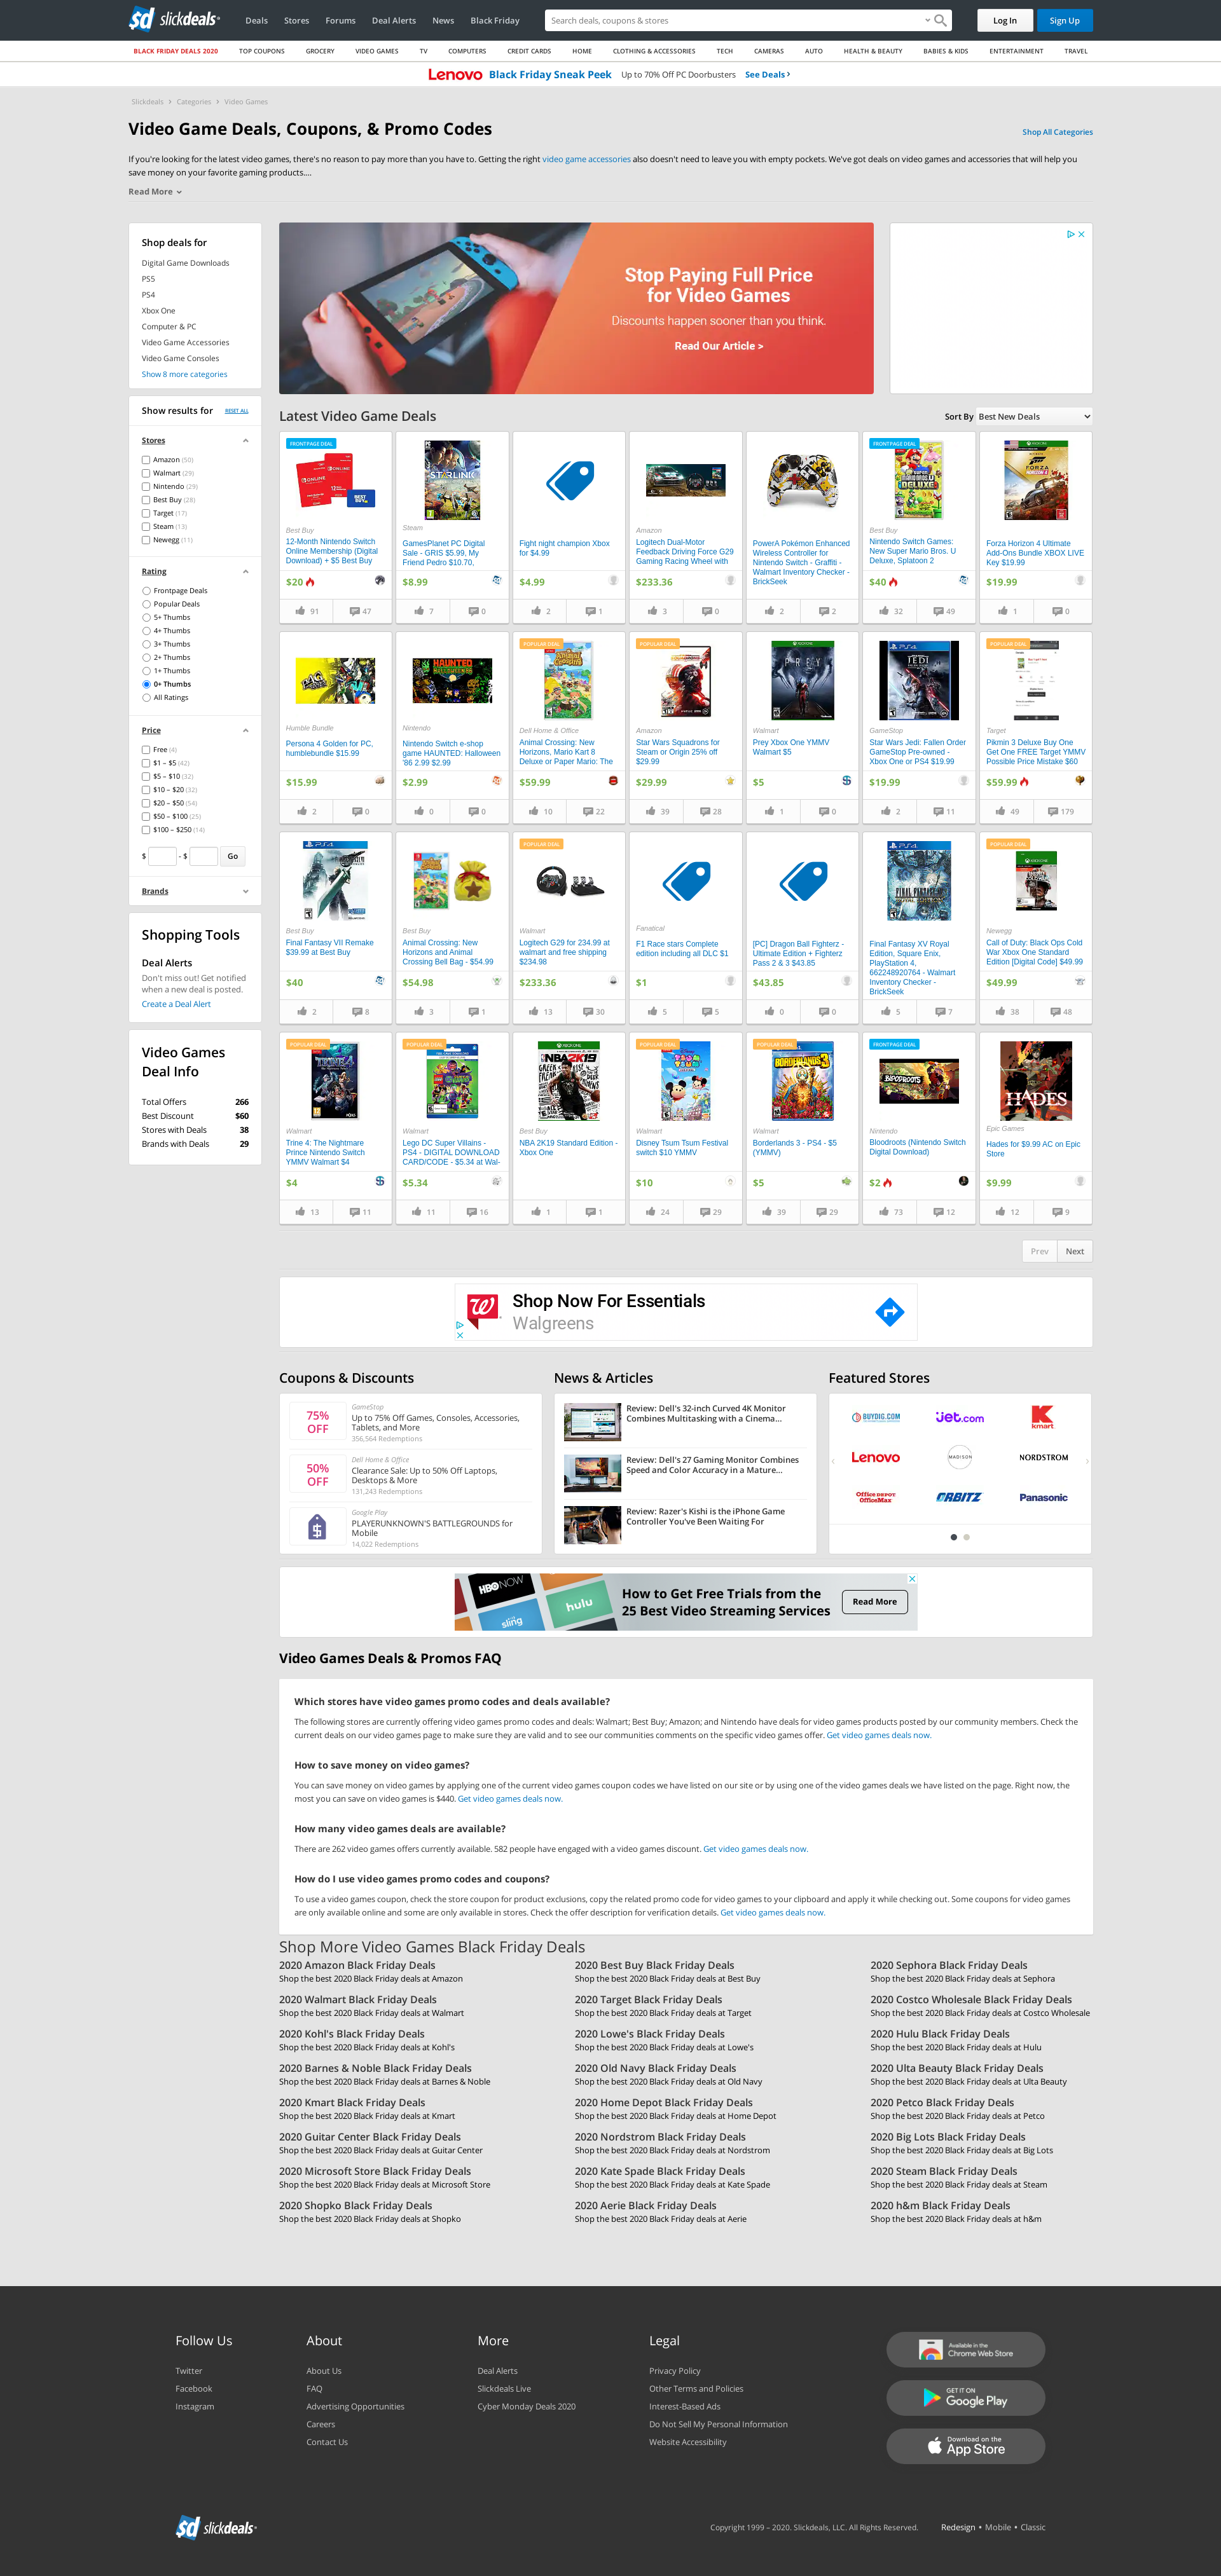 slickdeals
Deals Stores Forums Deal Alerts News Black Friday
Search deals, coupons & stores
Log In Sign Up
BLACK FRIDAY DEALS 2020 TOP COUPONS GROCERY VIDEO GAMES TV COMPUTERS CREDIT CARDS HOME CLOTHING & ACCESSORIES TECH CAMERAS AUTO HEALTH & BEAUTY BABIES & KIDS ENTERTAINMENT TRAVEL
Lenovo Black Friday Sneak Peek Up to 70% Off PC Doorbusters See Deals
Slickdeals Categories Video Games
Video Game Deals, Coupons, & Promo Codes
Shop All Categories
If you're looking for the latest video games, there's no reason to pay more than you have to. Getting the right video game accessories also doesn't need to leave you with empty pockets. We've got deals on video games and accessories that will help you
save money on your favorite gaming products....
Read More
Shop deals for
Digital Game Downloads
PS5
PS4
Xbox One
Computer & PC
Video Game Accessories
Video Game Consoles
Show 8 more categories
Show results for RESET ALL
Stores
Amazon (50)
Walmart (29)
Nintendo (29)
Best Buy (28)
Target (17)
Steam (13)
Newegg (11)
Rating
Frontpage Deals
Popular Deals
5+ Thumbs
4+ Thumbs
3+ Thumbs
2+ Thumbs
1+ Thumbs
0+ Thumbs
All Ratings
Price
Free (4)
$1 – $5 (42)
$5 – $10 (32)
$10 – $20 (32)
$20 – $50 (54)
$50 – $100 (25)
$100 – $250 (14)
$ - $ Go
Brands
Shopping Tools
Deal Alerts
Don't miss out! Get notified
when a new deal is posted.
Create a Deal Alert
Video Games
Deal Info
Total Offers 266
Best Discount $60
Stores with Deals 38
Brands with Deals 29
Stop Paying Full Price
for Video Games
Discounts happen sooner than you think.
Read Our Article >
Latest Video Game Deals
Sort By Best New Deals
FRONTPAGE DEAL
Best Buy
12-Month Nintendo Switch
Online Membership (Digital
Download) + $5 Best Buy
$20
91 47
STARLINK
Steam
GamesPlanet PC Digital
Sale - GRIS $5.99, My
Friend Pedro $10.70,
$8.99
7 0
Fight night champion Xbox
for $4.99
$4.99
2 1
Amazon
Logitech Dual-Motor
Feedback Driving Force G29
Gaming Racing Wheel with
$233.36
3 0
PowerA Pokémon Enhanced
Wireless Controller for
Nintendo Switch - Graffiti -
Walmart Inventory Checker -
BrickSeek
2 2
FRONTPAGE DEAL
Best Buy
Nintendo Switch Games:
New Super Mario Bros. U
Deluxe, Splatoon 2
$40
32 49
FORZA
Forza Horizon 4 Ultimate
Add-Ons Bundle XBOX LIVE
Key $19.99
$19.99
1 0
Humble Bundle
Persona 4 Golden for PC,
humblebundle $15.99
$15.99
2 0
HAUNTED
Nintendo
Nintendo Switch e-shop
game HAUNTED: Halloween
'86 2.99 $2.99
$2.99
0 0
POPULAR DEAL
Dell Home & Office
Animal Crossing: New
Horizons, Mario Kart 8
Deluxe or Paper Mario: The
$59.99
10 22
POPULAR DEAL
Amazon
Star Wars Squadrons for
Steam or Origin 25% off
$29.99
$29.99
39 28
PREY
Walmart
Prey Xbox One YMMV
Walmart $5
$5
1 0
PS4
JEDI
GameStop
Star Wars Jedi: Fallen Order
GameStop Pre-owned -
Xbox One or PS4 $19.99
$19.99
2 11
POPULAR DEAL
Target
Pikmin 3 Deluxe Buy One
Get One FREE Target YMMV
Possible Price Mistake $60
$59.99
49 179
PS4
Best Buy
Final Fantasy VII Remake
$39.99 at Best Buy
$40
2 8
Best Buy
Animal Crossing: New
Horizons and Animal
Crossing Bell Bag - $54.99
$54.98
3 1
POPULAR DEAL
Walmart
Logitech G29 for 234.99 at
walmart and free shipping
$234.98
$233.36
13 30
Fanatical
F1 Race stars Complete
edition including all DLC $1
$1
5 5
[PC] Dragon Ball Fighterz -
Ultimate Edition + Fighterz
Pass 2 & 3 $43.85
$43.85
0 0
PS4
FINAL FANTASY XV
Final Fantasy XV Royal
Edition, Square Enix,
PlayStation 4,
662248920764 - Walmart
Inventory Checker -
BrickSeek
5 7
POPULAR DEAL
Newegg
Call of Duty: Black Ops Cold
War Xbox One Standard
Edition [Digital Code] $49.99
$49.99
38 48
POPULAR DEAL
Walmart
Trine 4: The Nightmare
Prince Nintendo Switch
YMMV Walmart $4
$4
13 11
POPULAR DEAL
Walmart
Lego DC Super Villains -
PS4 - DIGITAL DOWNLOAD
CARD/CODE - $5.34 at Wal-
$5.34
11 16
NBA2K19
Best Buy
NBA 2K19 Standard Edition -
Xbox One
1 1
POPULAR DEAL
Walmart
Disney Tsum Tsum Festival
switch $10 YMMV
$10
24 29
POPULAR DEAL
BORDERLANDS 3
Walmart
Borderlands 3 - PS4 - $5
(YMMV)
$5
39 29
FRONTPAGE DEAL
BLOODROOTS
Nintendo
Bloodroots (Nintendo Switch
Digital Download)
$2
73 12
HADES
Epic Games
Hades for $9.99 AC on Epic
Store
$9.99
12 9
Prev Next
Shop Now For Essentials
Walgreens
Coupons & Discounts
75%
OFF
GameStop
Up to 75% Off Games, Consoles, Accessories,
Tablets, and More
356,564 Redemptions
50%
OFF
Dell Home & Office
Clearance Sale: Up to 50% Off Laptops,
Desktops & More
131,243 Redemptions
Google Play
PLAYERUNKNOWN'S BATTLEGROUNDS for
Mobile
14,022 Redemptions
News & Articles
Review: Dell's 32-inch Curved 4K Monitor
Combines Multitasking with a Cinema...
Review: Dell's 27 Gaming Monitor Combines
Speed and Color Accuracy in a Mature...
Review: Razer's Kishi is the iPhone Game
Controller You've Been Waiting For
Featured Stores
BUYDIG.COM jet.com kmart
Lenovo MADISON NORDSTROM
Office DEPOT OfficeMax ORBITZ Panasonic
HBO NOW hulu sling
How to Get Free Trials from the
25 Best Video Streaming Services
Read More
Video Games Deals & Promos FAQ
Which stores have video games promo codes and deals available?
The following stores are currently offering video games promo codes and deals: Walmart; Best Buy; Amazon; and Nintendo have deals for video games products posted by our community members. Check the
current deals on our video games page to make sure they are valid and to see our communities comments on the specific video games offer. Get video games deals now.
How to save money on video games?
You can save money on video games by applying one of the current video games coupon codes we have listed on our site or by using one of the video games deals we have listed on the page. Right now, the
most you can save on video games is $440. Get video games deals now.
How many video games deals are available?
There are 262 video games offers currently available. 582 people have engaged with a video games discount. Get video games deals now.
How do I use video games promo codes and coupons?
To use a video games coupon, check the store coupon for product exclusions, copy the related promo code for video games to your clipboard and apply it while checking out. Some coupons for video games
are only available online and some are only available in stores. Check the offer description for verification details. Get video games deals now.
Shop More Video Games Black Friday Deals
2020 Amazon Black Friday Deals
Shop the best 2020 Black Friday deals at Amazon
2020 Best Buy Black Friday Deals
Shop the best 2020 Black Friday deals at Best Buy
2020 Sephora Black Friday Deals
Shop the best 2020 Black Friday deals at Sephora
2020 Walmart Black Friday Deals
Shop the best 2020 Black Friday deals at Walmart
2020 Target Black Friday Deals
Shop the best 2020 Black Friday deals at Target
2020 Costco Wholesale Black Friday Deals
Shop the best 2020 Black Friday deals at Costco Wholesale
2020 Kohl's Black Friday Deals
Shop the best 2020 Black Friday deals at Kohl's
2020 Lowe's Black Friday Deals
Shop the best 2020 Black Friday deals at Lowe's
2020 Hulu Black Friday Deals
Shop the best 2020 Black Friday deals at Hulu
2020 Barnes & Noble Black Friday Deals
Shop the best 2020 Black Friday deals at Barnes & Noble
2020 Old Navy Black Friday Deals
Shop the best 2020 Black Friday deals at Old Navy
2020 Ulta Beauty Black Friday Deals
Shop the best 2020 Black Friday deals at Ulta Beauty
2020 Kmart Black Friday Deals
Shop the best 2020 Black Friday deals at Kmart
2020 Home Depot Black Friday Deals
Shop the best 2020 Black Friday deals at Home Depot
2020 Petco Black Friday Deals
Shop the best 2020 Black Friday deals at Petco
2020 Guitar Center Black Friday Deals
Shop the best 2020 Black Friday deals at Guitar Center
2020 Nordstrom Black Friday Deals
Shop the best 2020 Black Friday deals at Nordstrom
2020 Big Lots Black Friday Deals
Shop the best 2020 Black Friday deals at Big Lots
2020 Microsoft Store Black Friday Deals
Shop the best 2020 Black Friday deals at Microsoft Store
2020 Kate Spade Black Friday Deals
Shop the best 2020 Black Friday deals at Kate Spade
2020 Steam Black Friday Deals
Shop the best 2020 Black Friday deals at Steam
2020 Shopko Black Friday Deals
Shop the best 2020 Black Friday deals at Shopko
2020 Aerie Black Friday Deals
Shop the best 2020 Black Friday deals at Aerie
2020 h&m Black Friday Deals
Shop the best 2020 Black Friday deals at h&m
Follow Us
Twitter
Facebook
Instagram
About
About Us
FAQ
Advertising Opportunities
Careers
Contact Us
More
Deal Alerts
Slickdeals Live
Cyber Monday Deals 2020
Legal
Privacy Policy
Other Terms and Policies
Interest-Based Ads
Do Not Sell My Personal Information
Website Accessibility
Available in the
Chrome Web Store
GET IT ON
Google Play
Download on the
App Store
slickdeals
Copyright 1999 – 2020. Slickdeals, LLC. All Rights Reserved. Redesign • Mobile • Classic